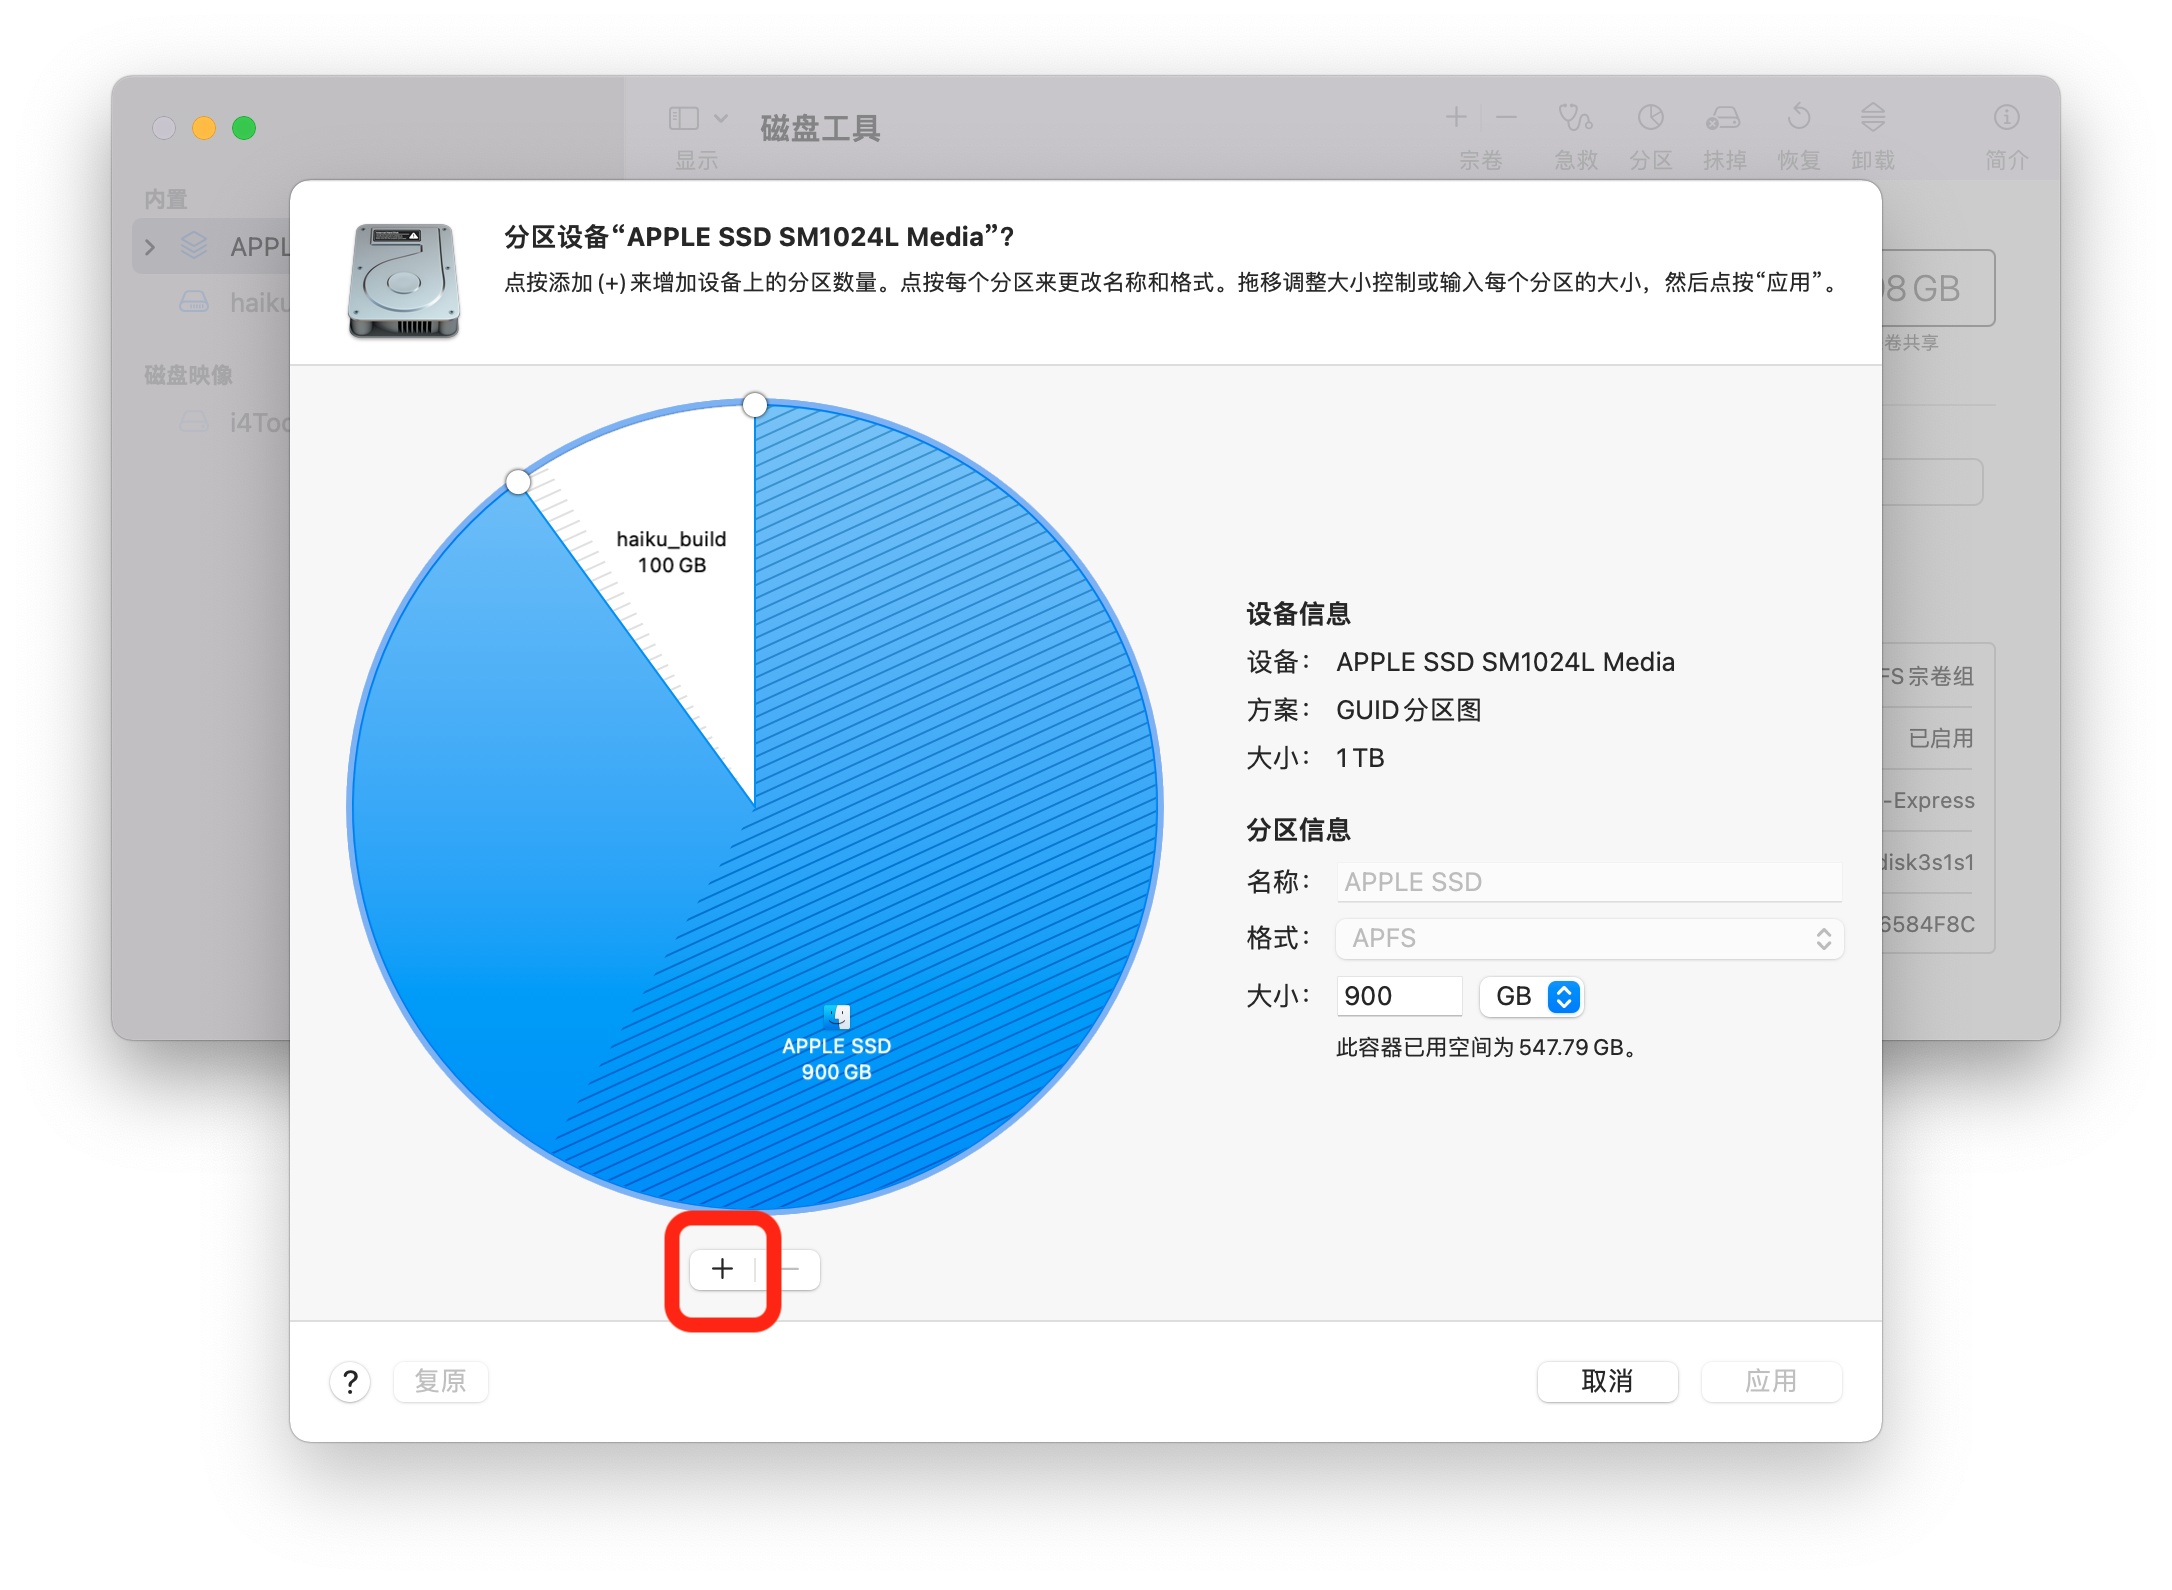 磁盘工具
显示
宗卷
急救
分区
抹掉
恢复
卸载
简介
内置
APPL
haiku
磁盘映像
i4Too
分区设备“APPLE SSD SM1024L Media”?
点按添加 (+) 来增加设备上的分区数量。点按每个分区来更改名称和格式。拖移调整大小控制或输入每个分区的大小，然后点按“应用”。
8 GB
卷共享
haiku_build
100 GB
APPLE SSD
900 GB
设备信息
设备： APPLE SSD SM1024L Media
方案： GUID 分区图
大小： 1 TB
分区信息
名称： APPLE SSD
格式： APFS
大小： 900 GB
此容器已用空间为 547.79 GB。
FS 宗卷组
已启用
-Express
disk3s1s1
6584F8C
+ −
? 复原
取消
应用